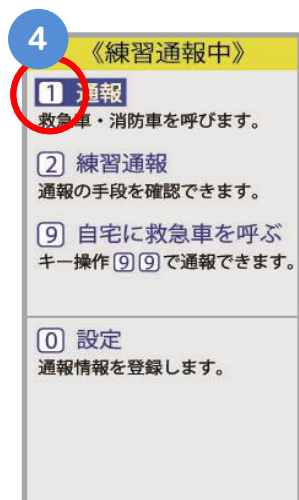 4
《練習通報中》
1 通報
救急車・消防車を呼びます。
2 練習通報
通報の手段を確認できます。
9 自宅に救急車を呼ぶ
キー操作99で通報できます。
0 設定
通報情報を登録します。